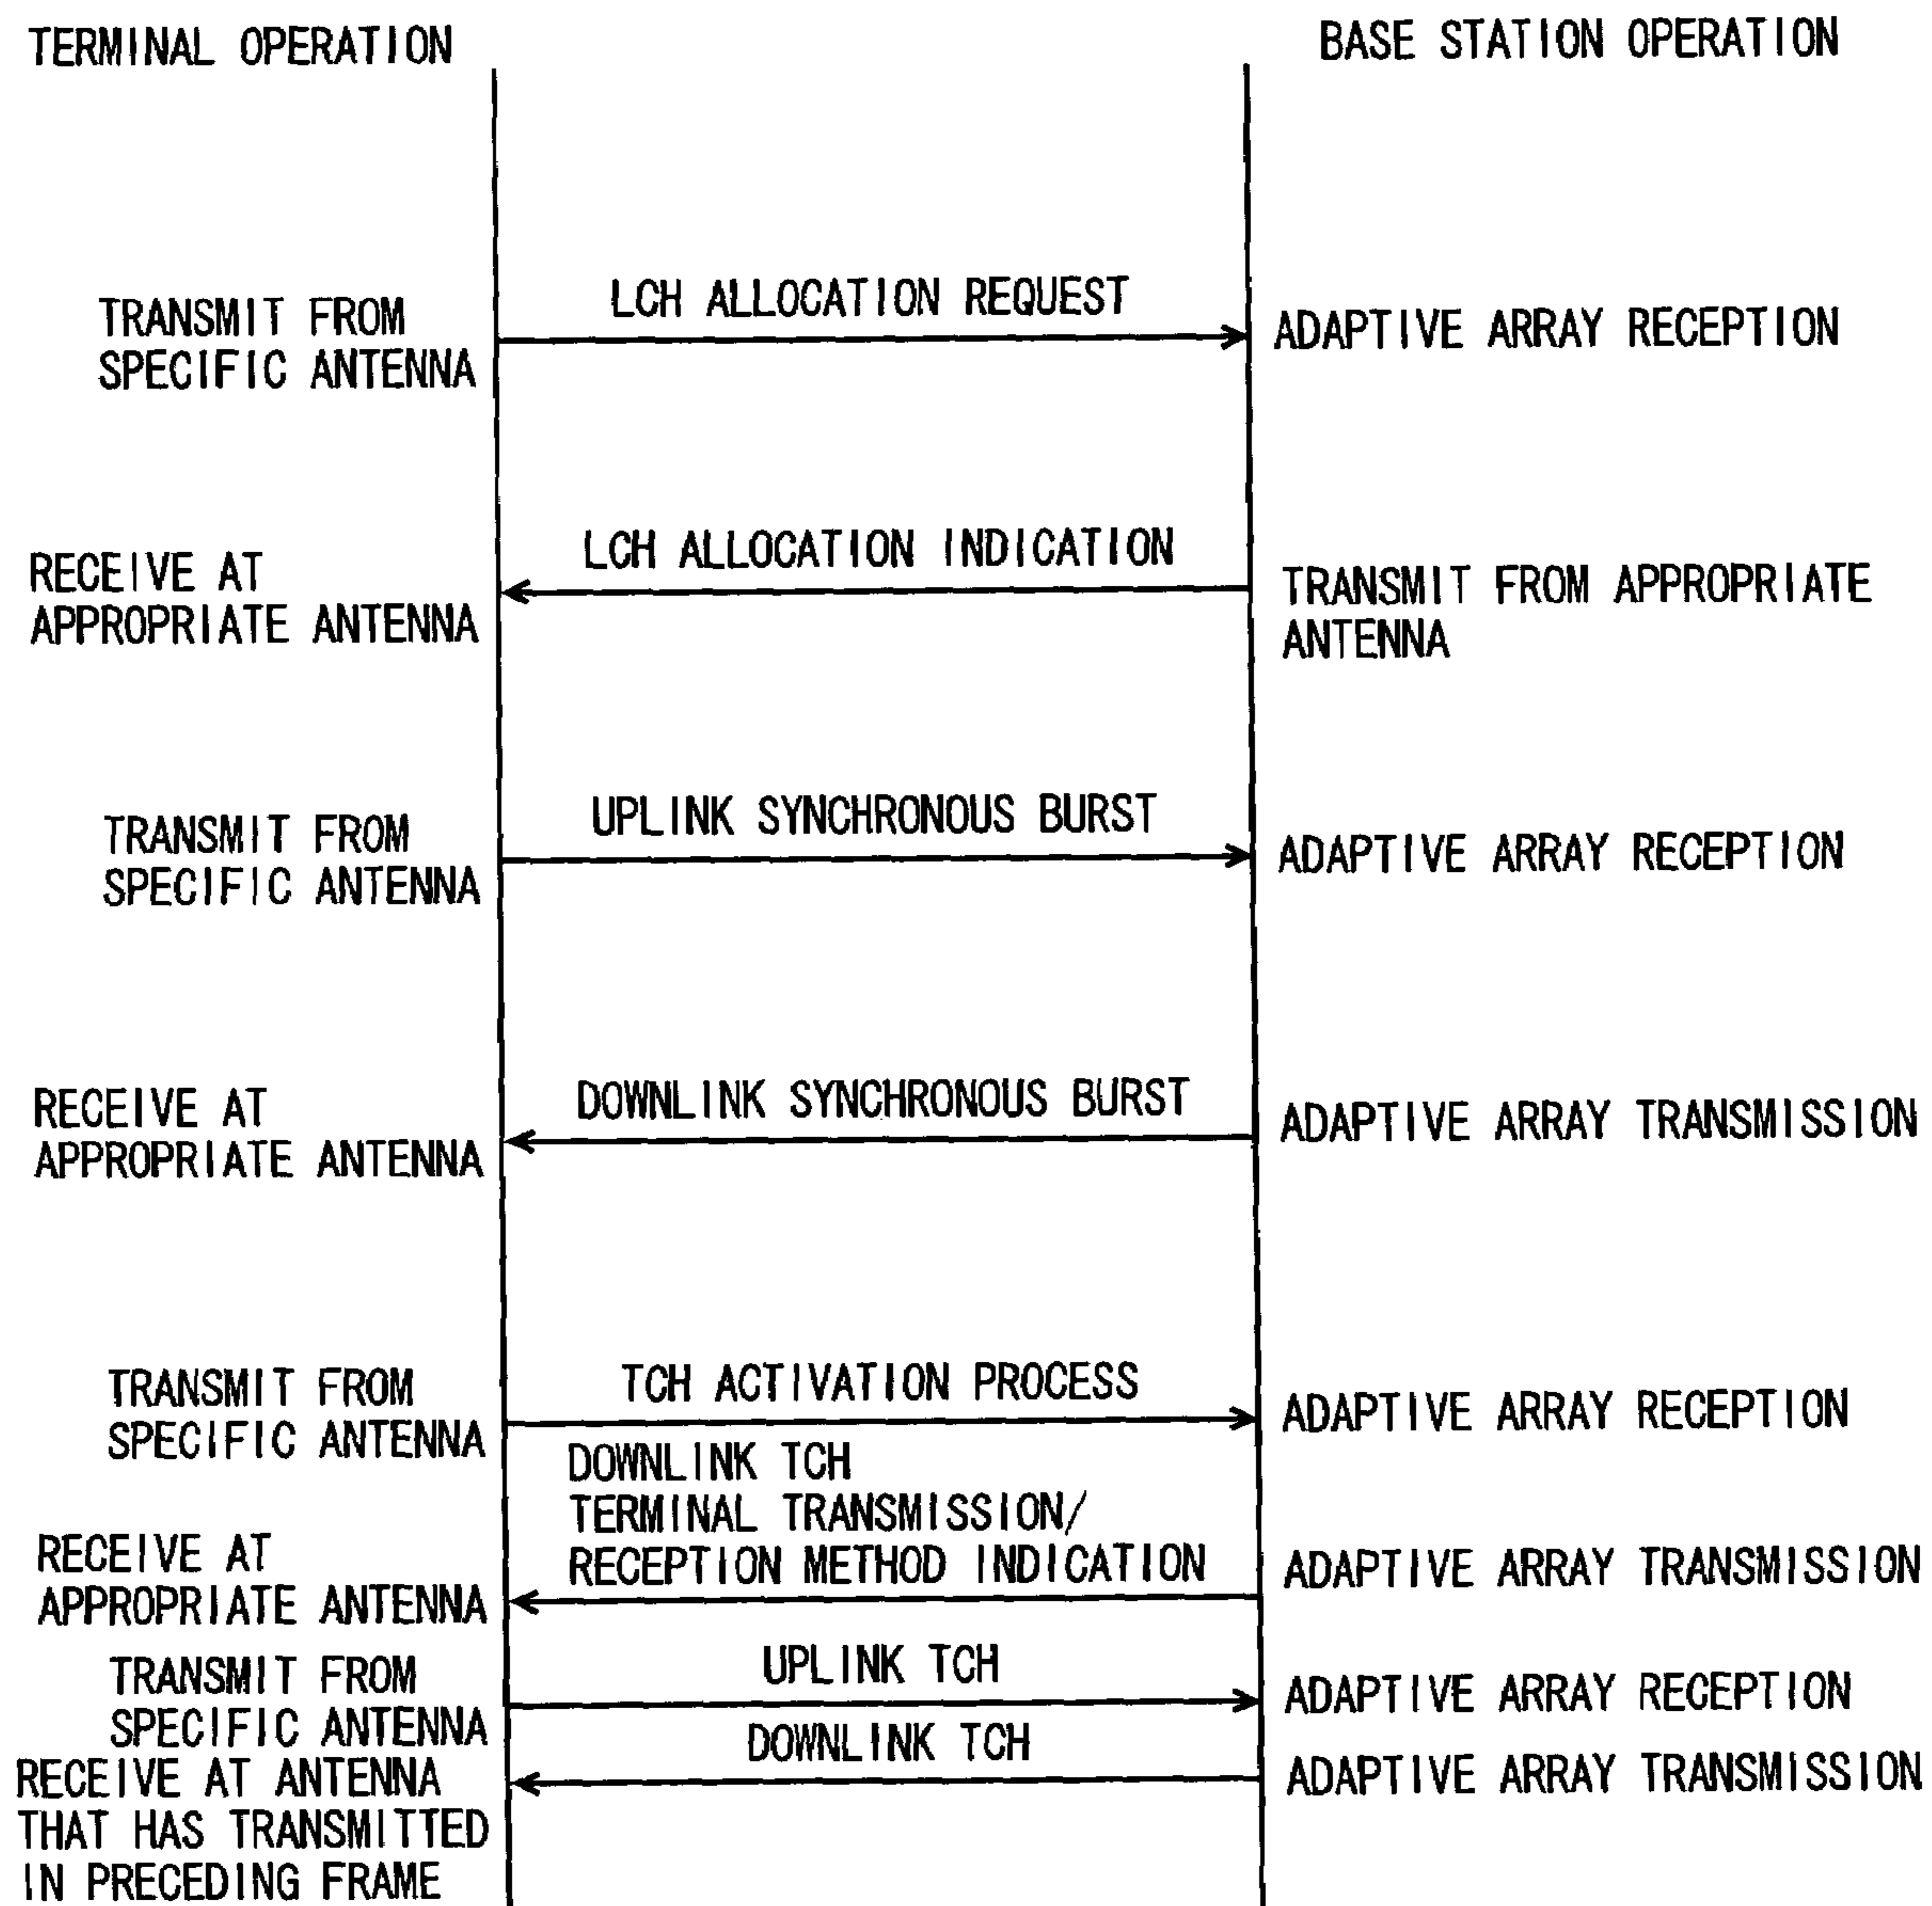 TERMINAL OPERATION
BASE STATION OPERATION
TRANSMIT FROM
SPECIFIC ANTENNA
LCH ALLOCATION REQUEST
ADAPTIVE ARRAY RECEPTION
RECEIVE AT
APPROPRIATE ANTENNA
LCH ALLOCATION INDICATION
TRANSMIT FROM APPROPRIATE
ANTENNA
TRANSMIT FROM
SPECIFIC ANTENNA
UPLINK SYNCHRONOUS BURST
ADAPTIVE ARRAY RECEPTION
RECEIVE AT
APPROPRIATE ANTENNA
DOWNLINK SYNCHRONOUS BURST
ADAPTIVE ARRAY TRANSMISSION
TRANSMIT FROM
SPECIFIC ANTENNA
TCH ACTIVATION PROCESS
ADAPTIVE ARRAY RECEPTION
RECEIVE AT
APPROPRIATE ANTENNA
DOWNLINK TCH
TERMINAL TRANSMISSION/
RECEPTION METHOD INDICATION
ADAPTIVE ARRAY TRANSMISSION
TRANSMIT FROM
SPECIFIC ANTENNA
UPLINK TCH
ADAPTIVE ARRAY RECEPTION
RECEIVE AT ANTENNA
THAT HAS TRANSMITTED
IN PRECEDING FRAME
DOWNLINK TCH
ADAPTIVE ARRAY TRANSMISSION